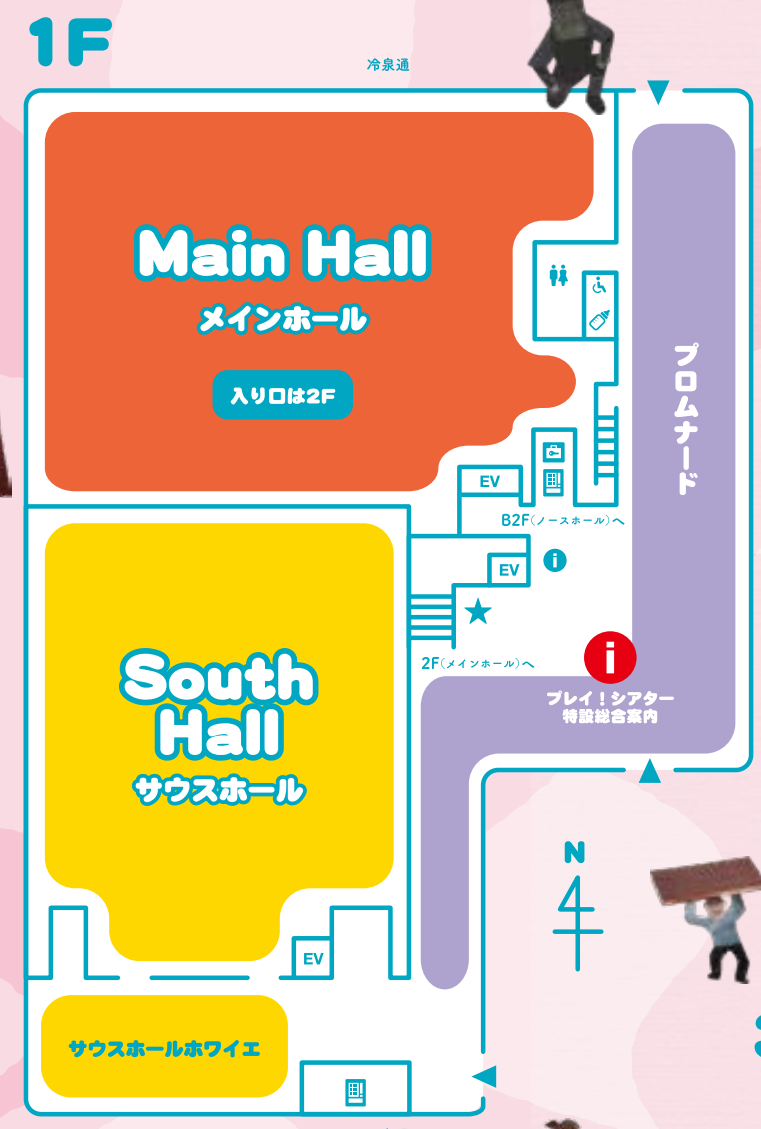 1F
冷泉通
Main Hall
メインホール
入り口は2F
プロムナード
EV
B2F(ノースホール)へ
EV
i
2F(メインホール)へ
i
プレイ!シアター
特設総合案内
South
Hall
サウスホール
N
EV
サウスホールホワイエ